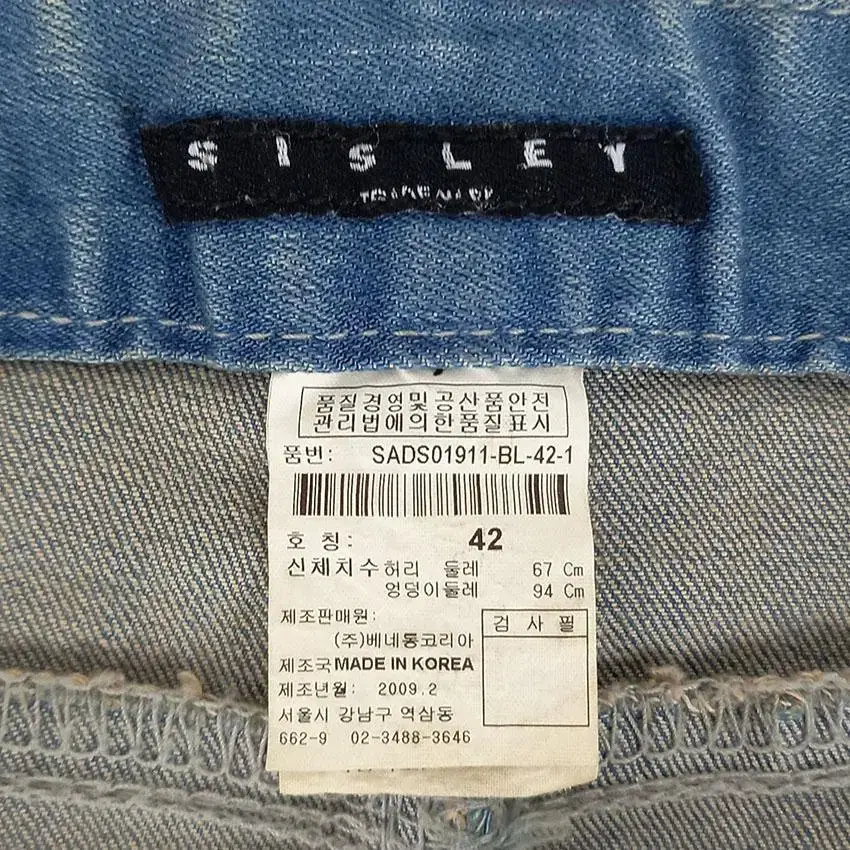 SISLEY
TRADE MARK
품질경영및공산품안전
관리법에의한품질표시
품번: SADS01911-BL-42-1
호 칭: 42
신체치수허리 둘레 67 Cm
엉덩이둘레 94 Cm
제조판매원:
검 사 필
(주)베네통코리아
제조국MADE IN KOREA
제조년월: 2009.2
서울시 강남구 역삼동
662-9 02-3488-3646